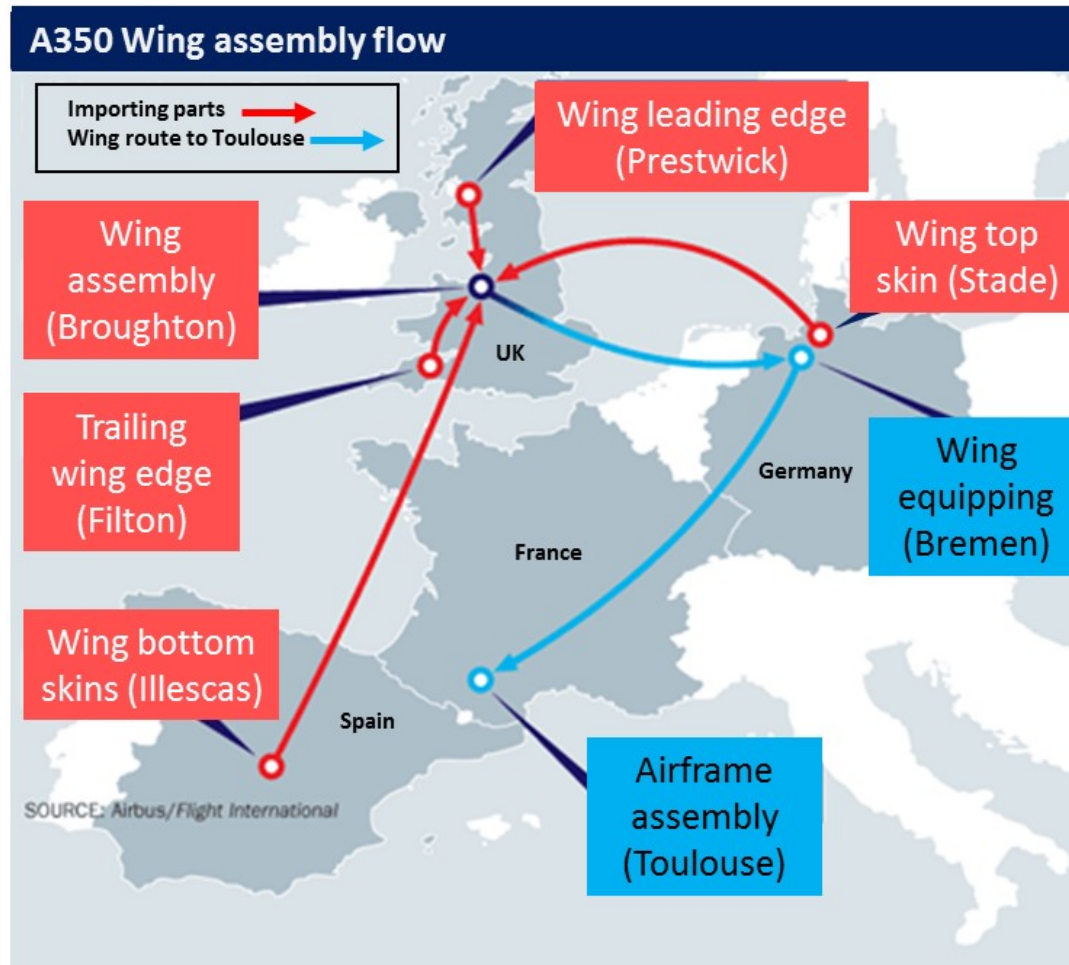 A350 Wing assembly flow
Importing parts
Wing route to Toulouse
Wing leading edge
(Prestwick)
Wing
assembly
(Broughton)
Wing top
skin (Stade)
UK
Trailing
wing edge
(Filton)
Germany
Wing
equipping
(Bremen)
France
Wing bottom
skins (Illescas)
Spain
Airframe
assembly
(Toulouse)
SOURCE: Airbus/Flight International